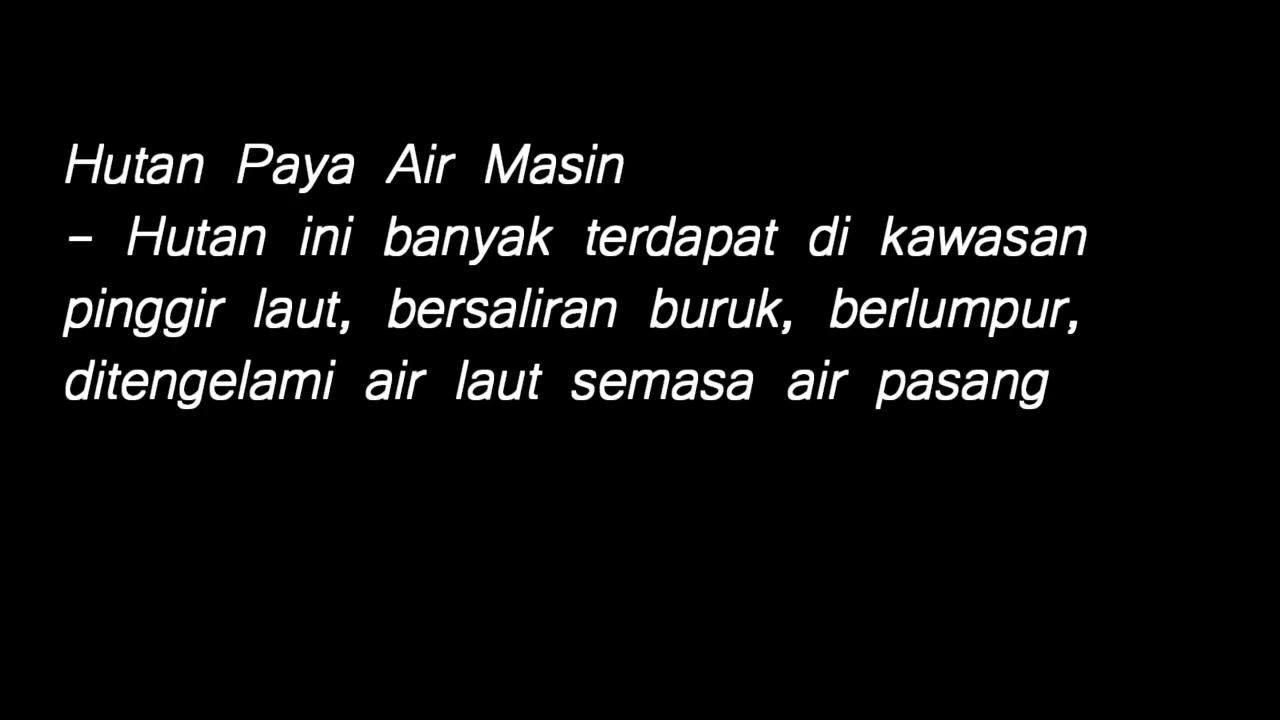 Hutan Paya Air Masin
- Hutan ini banyak terdapat di kawasan
pinggir laut, bersaliran buruk, berlumpur,
ditengelami air laut semasa air pasang